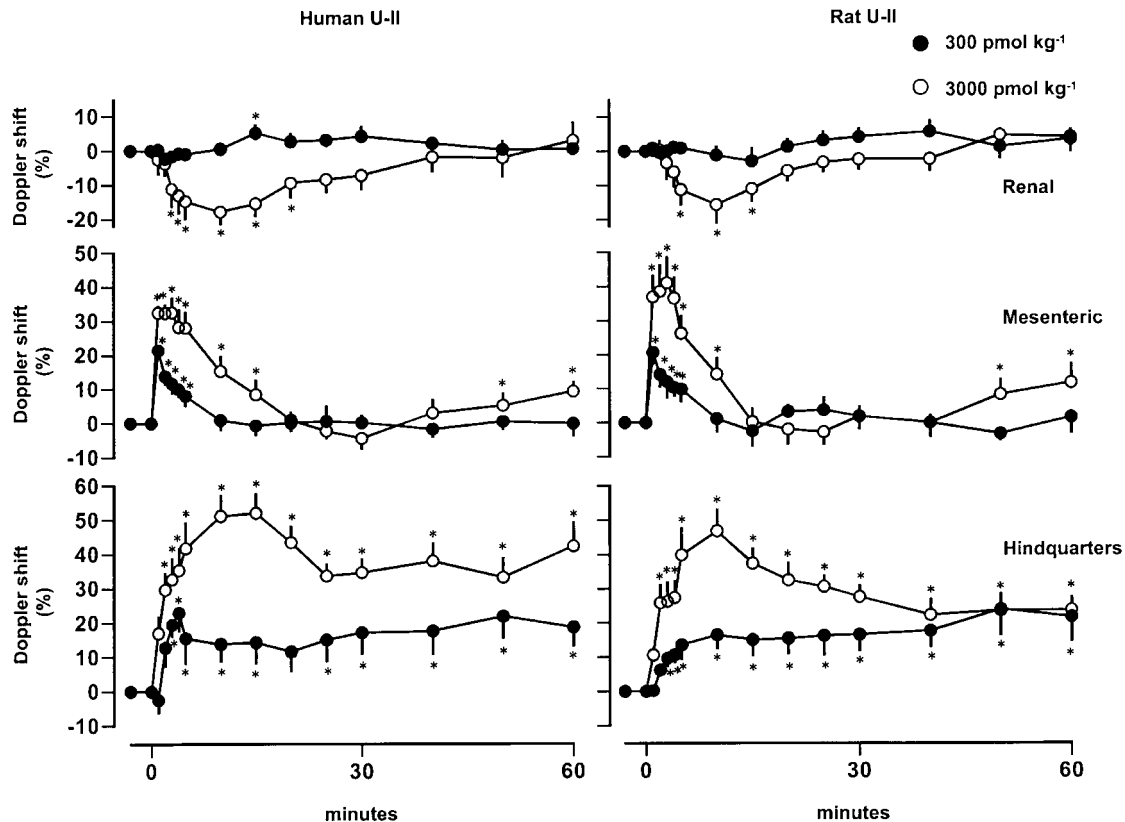 Human U-II
Rat U-II
300 pmol kg-1
3000 pmol kg-1
Doppler shift
(%)
10
0
-10
-20
* * * * * * * *
* * *
Renal
Doppler shift
(%)
50
40
30
20
10
0
-10
Mesenteric
Doppler shift
(%)
60
50
40
30
20
10
0
-10
Hindquarters
0 30 60
minutes
0 30 60
minutes